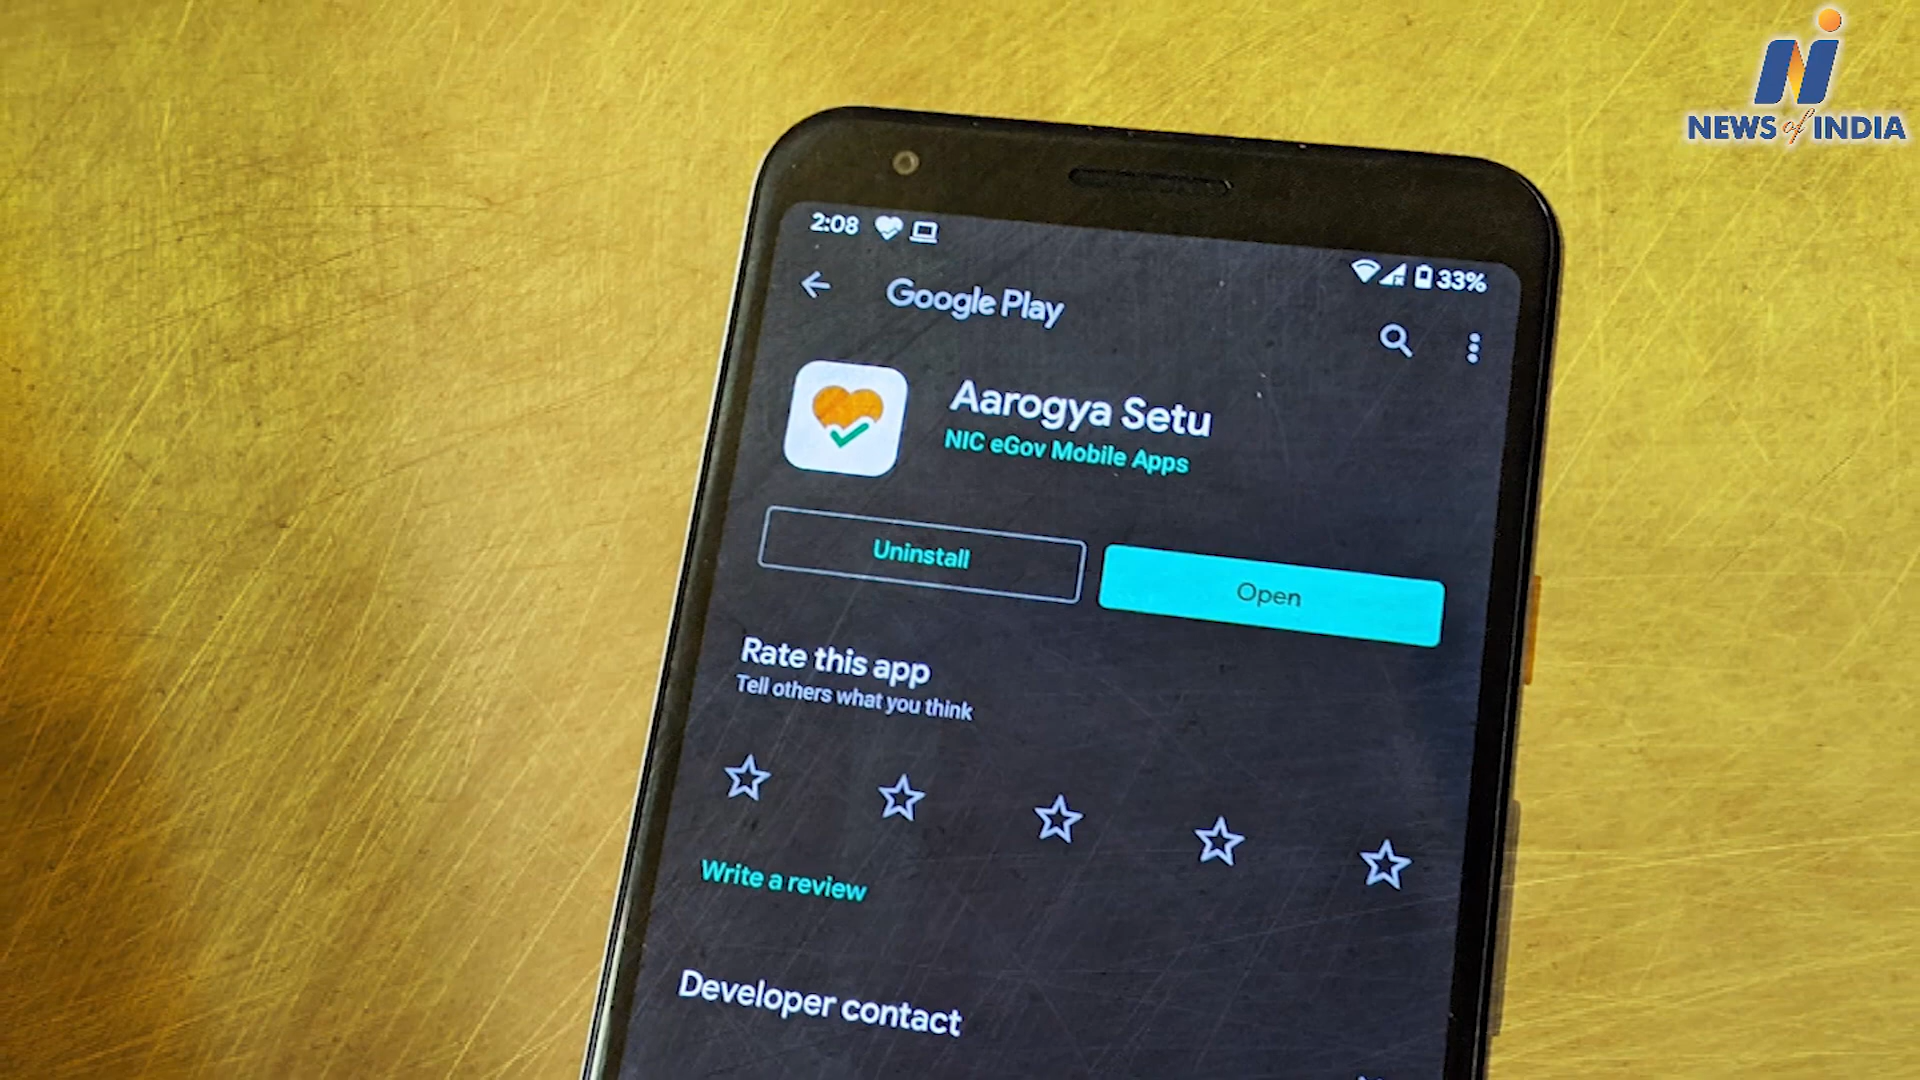 NEWS of INDIA
2:08
33%
Google Play
Aarogya Setu
NIC eGov Mobile Apps
Uninstall
Open
Rate this app
Tell others what you think
Write a review
Developer contact